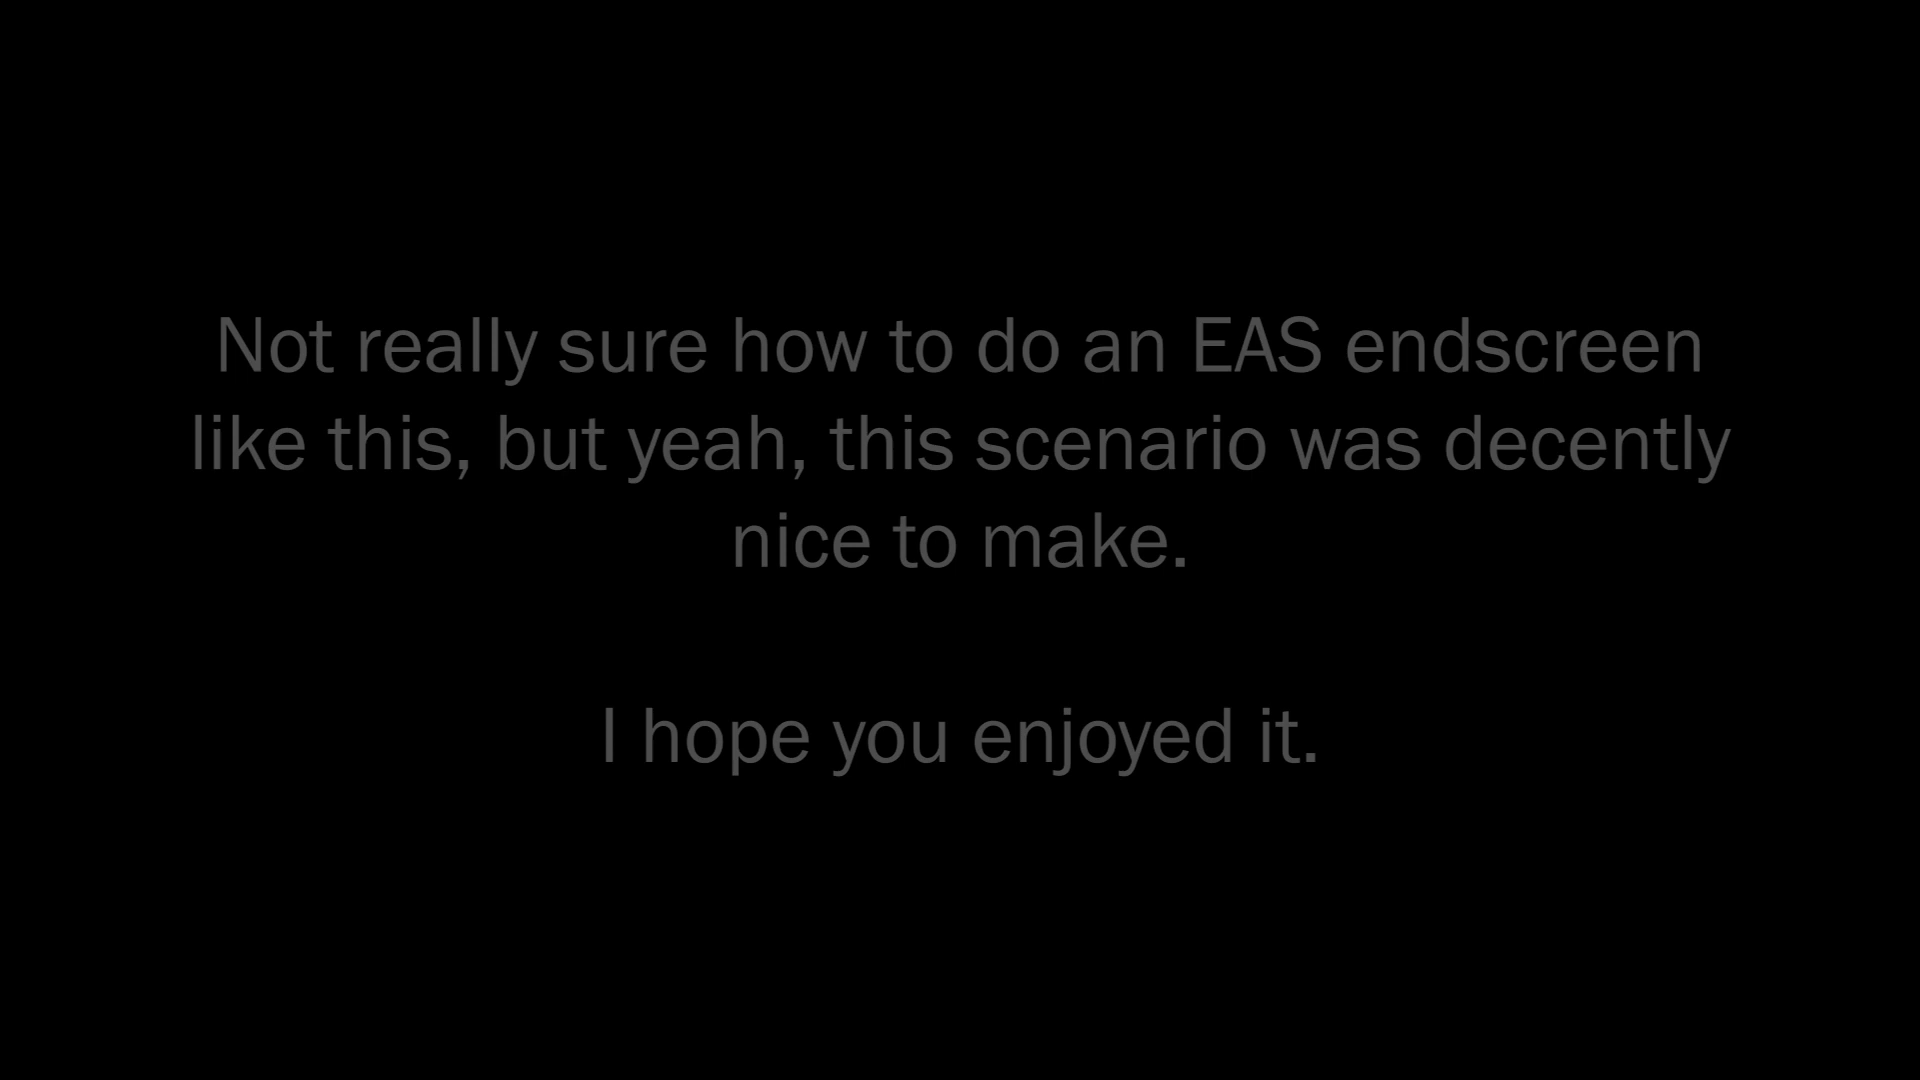 Not really sure how to do an EAS endscreen
like this, but yeah, this scenario was decently
nice to make.
I hope you enjoyed it.